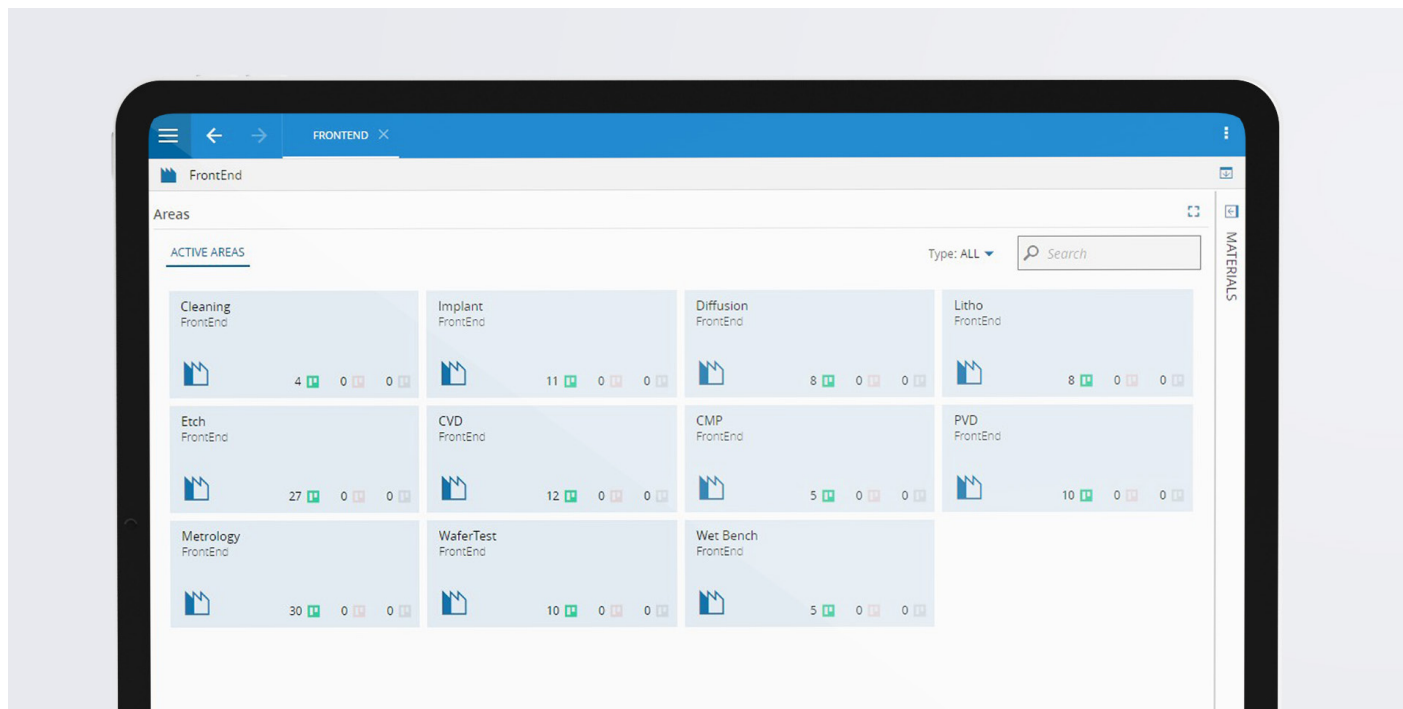 FRONTEND
FrontEnd
Areas
ACTIVE AREAS
Type: ALL
Search
MATERIALS
Cleaning
FrontEnd
4 0 0
Implant
FrontEnd
11 0 0
Diffusion
FrontEnd
8 0 0
Litho
FrontEnd
8 0 0
Etch
FrontEnd
27 0 0
CVD
FrontEnd
12 0 0
CMP
FrontEnd
5 0 0
PVD
FrontEnd
10 0 0
Metrology
FrontEnd
30 0 0
WaferTest
FrontEnd
10 0 0
Wet Bench
FrontEnd
5 0 0